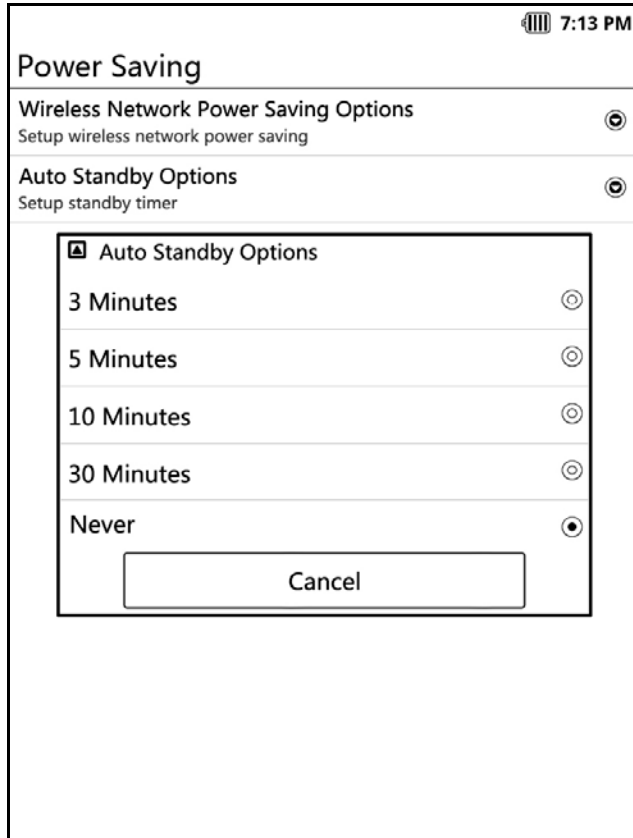 7:13 PM
Power Saving
Wireless Network Power Saving Options
Setup wireless network power saving
Auto Standby Options
Setup standby timer
Auto Standby Options
3 Minutes
5 Minutes
10 Minutes
30 Minutes
Never
Cancel